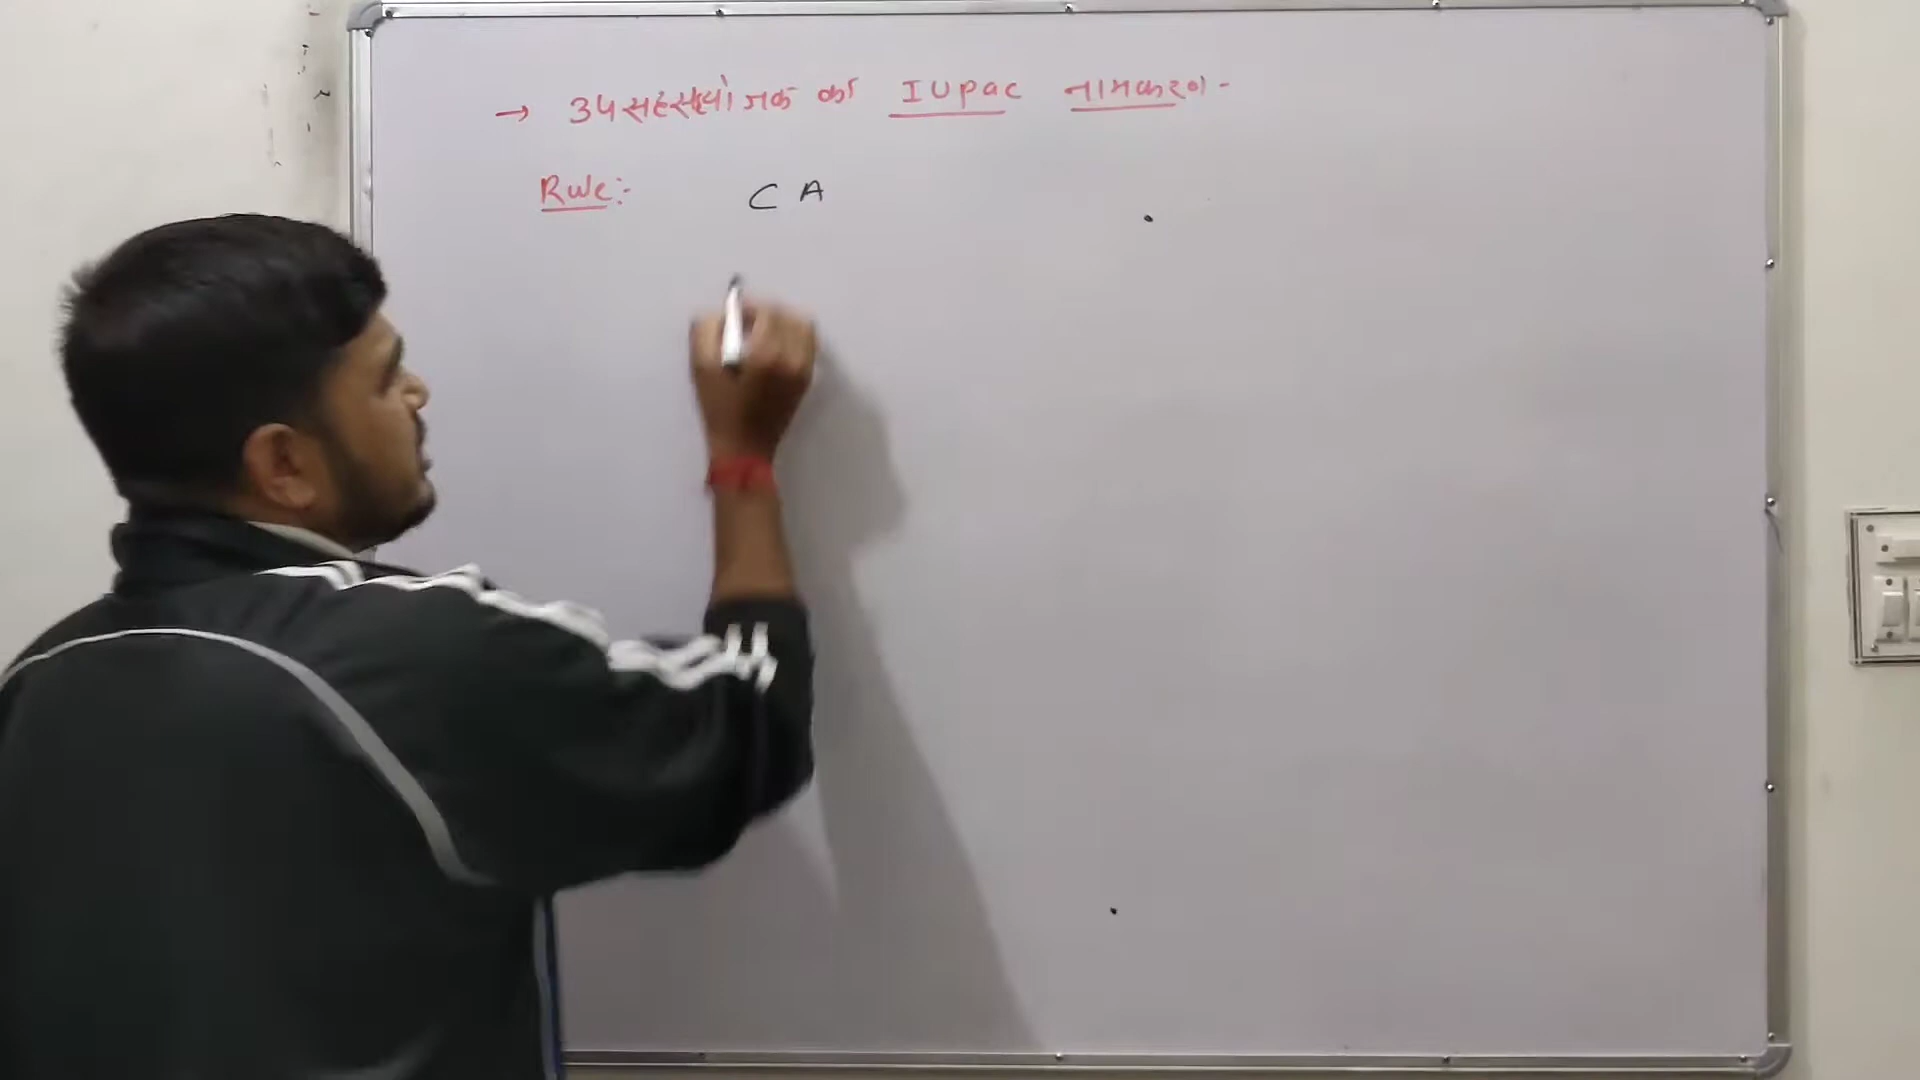 → उपसहसंयोजक का IUPAC नामकरण -
Rule:- C A